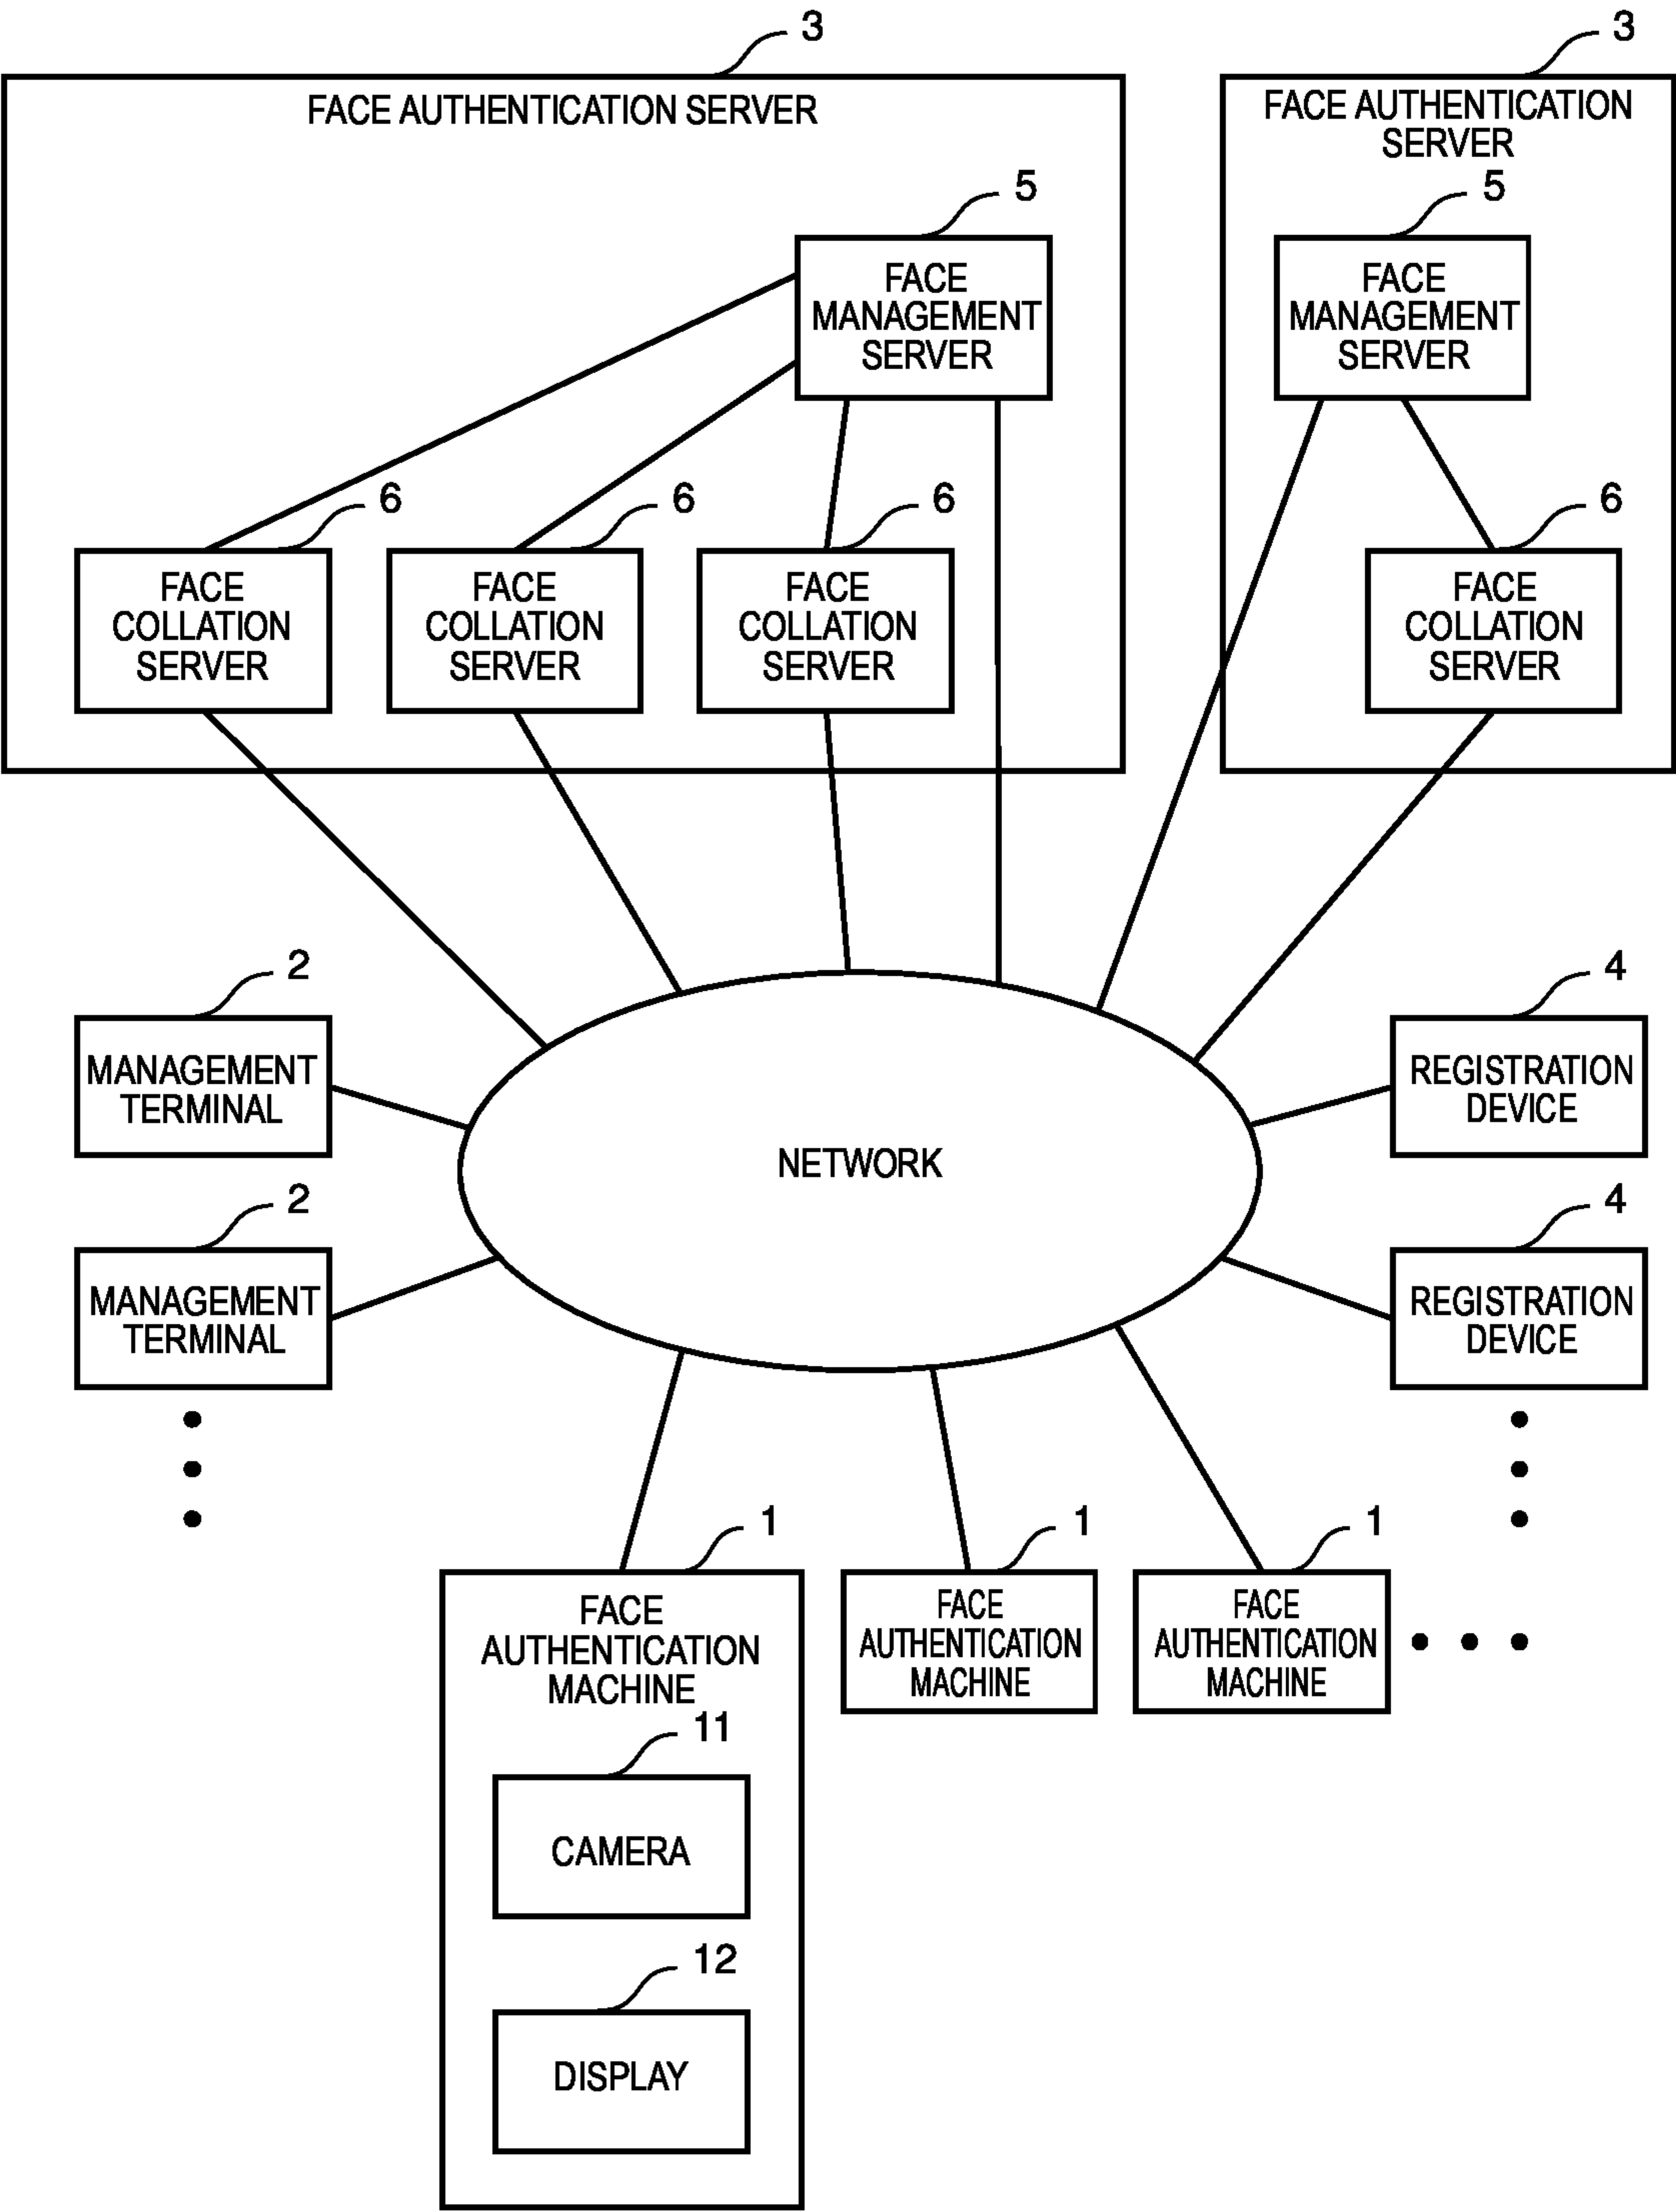 3
FACE AUTHENTICATION SERVER
5
FACE
MANAGEMENT
SERVER
6
FACE
COLLATION
SERVER
6
FACE
COLLATION
SERVER
6
FACE
COLLATION
SERVER
3
FACE AUTHENTICATION
SERVER
5
FACE
MANAGEMENT
SERVER
6
FACE
COLLATION
SERVER
2
MANAGEMENT
TERMINAL
2
MANAGEMENT
TERMINAL
NETWORK
4
REGISTRATION
DEVICE
4
REGISTRATION
DEVICE
1
FACE
AUTHENTICATION
MACHINE
11
CAMERA
12
DISPLAY
1
FACE
AUTHENTICATION
MACHINE
1
FACE
AUTHENTICATION
MACHINE